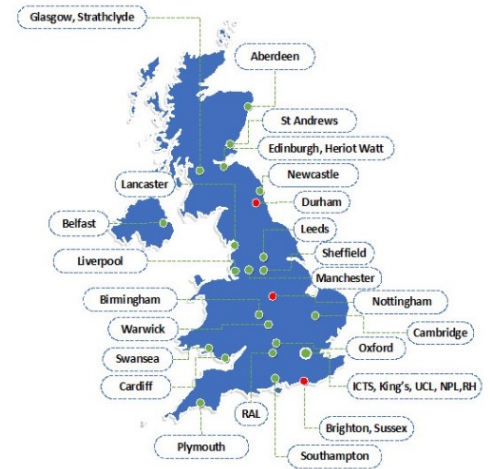 Glasgow, Strathclyde
Aberdeen
St Andrews
Edinburgh, Heriot Watt
Newcastle
Lancaster
Durham
Belfast
Leeds
Sheffield
Liverpool
Manchester
Birmingham
Nottingham
Warwick
Cambridge
Swansea
Oxford
Cardiff
ICTS, King's, UCL, NPL,RH
RAL
Brighton, Sussex
Plymouth
Southampton